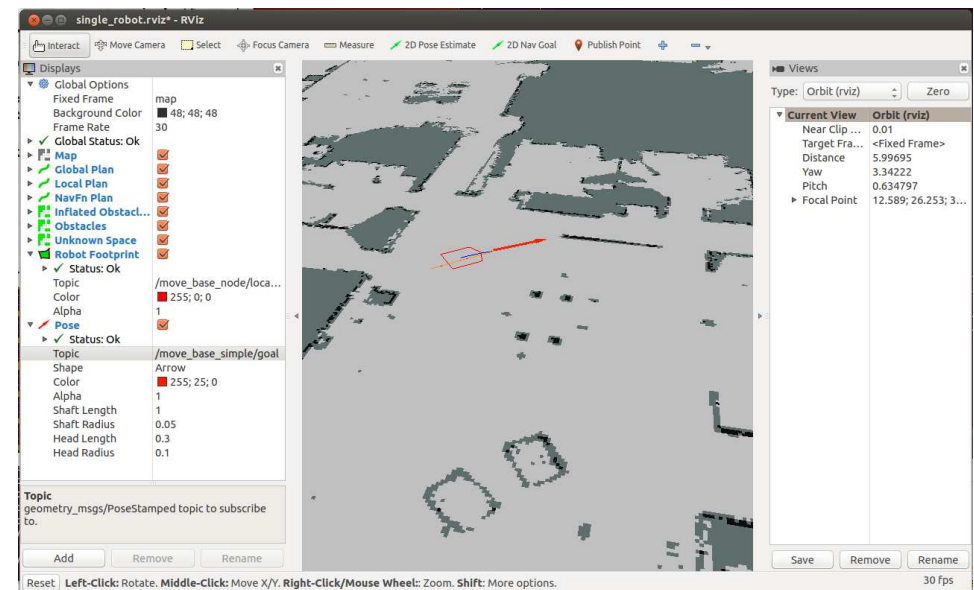 single_robot.rviz* - RViz
Interact Move Camera Select Focus Camera Measure 2D Pose Estimate 2D Nav Goal Publish Point
Displays
Global Options
Fixed Frame map
Background Color 48; 48; 48
Frame Rate 30
Global Status: Ok
Map
Global Plan
Local Plan
NavFn Plan
Inflated Obstacl...
Obstacles
Unknown Space
Robot Footprint
Status: Ok
Topic /move_base_node/loca...
Color 255; 0; 0
Alpha 1
Pose
Status: Ok
Topic /move_base_simple/goal
Shape Arrow
Color 255; 25; 0
Alpha 1
Shaft Length 1
Shaft Radius 0.05
Head Length 0.3
Head Radius 0.1
Topic
geometry_msgs/PoseStamped topic to subscribe
to.
Add Remove Rename
Views
Type: Orbit (rviz) Zero
Current View Orbit (rviz)
Near Clip ... 0.01
Target Fra... <Fixed Frame>
Distance 5.99695
Yaw 3.34222
Pitch 0.634797
Focal Point 12.589; 26.253; 3...
Save Remove Rename
Reset Left-Click: Rotate. Middle-Click: Move X/Y. Right-Click/Mouse Wheel:: Zoom. Shift: More options. 30 fps